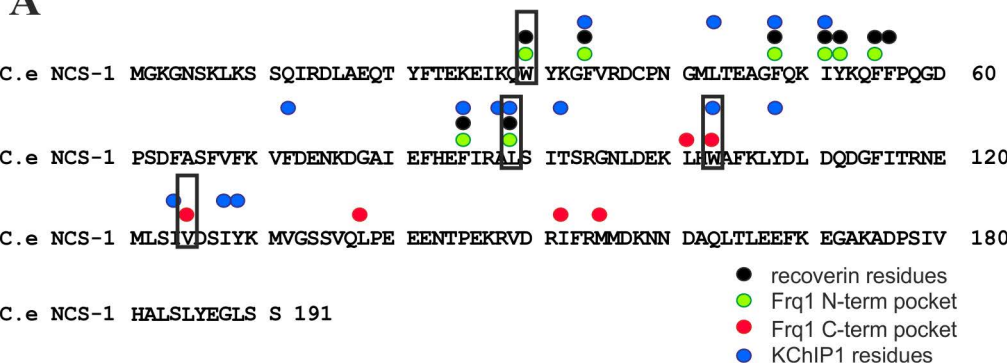 A
C.e NCS-1 MGKGNSKLKS SQIRDLAEQT YFTEKEIKQW YKGFVRDCPN GMLTEAGFQK IYKQFFPQGD 60
C.e NCS-1 PSDFASFVFK VFDENKDGAI EFHEFIRALS ITSRGNLDEK LHWAFKLYDL DQDGFITRNE 120
C.e NCS-1 MLSIVDSIYK MVGSSVQLPE EENTPEKRVD RIFRMMDKNN DAQLTLEEFK EGAKADPSIV 180
C.e NCS-1 HALSLYEGLS S 191
recoverin residues
Frq1 N-term pocket
Frq1 C-term pocket
KChIP1 residues